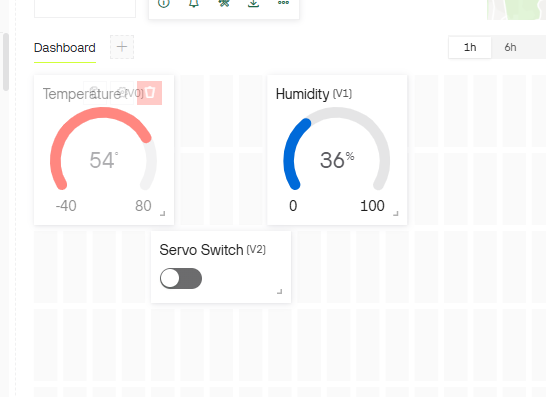 Dashboard
1h 6h
Temperature (V0)
Humidity (V1)
54°
36%
-40 80
0 100
Servo Switch (V2)